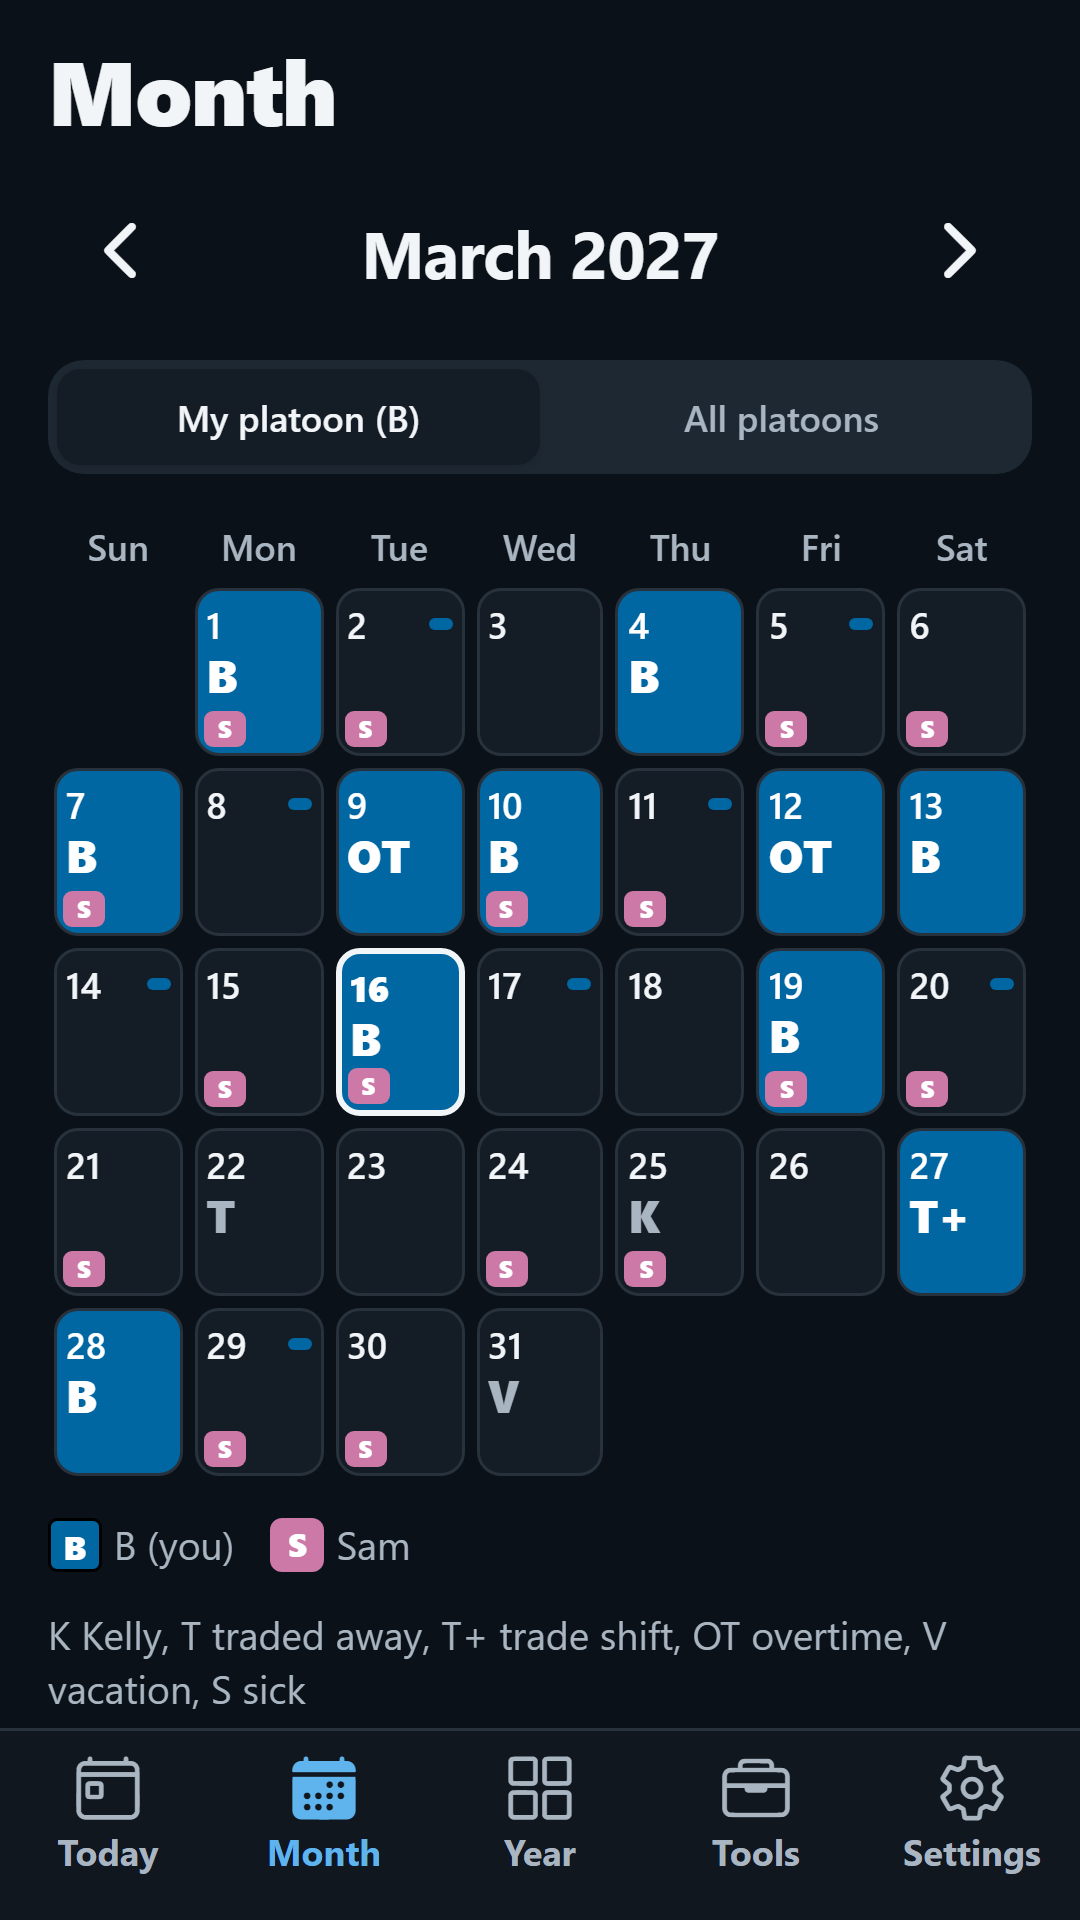 Month
March 2027
My platoon (B) All platoons
Sun Mon Tue Wed Thu Fri Sat
1 2 3 4 5 6
B B
S S S S
7 8 9 10 11 12 13
B OT B OT B
S S S
14 15 16 17 18 19 20
B B
S S S S
21 22 23 24 25 26 27
T K T+
S S S
28 29 30 31
B V
S S
B B (you) S Sam
K Kelly, T traded away, T+ trade shift, OT overtime, V
vacation, S sick
Today Month Year Tools Settings